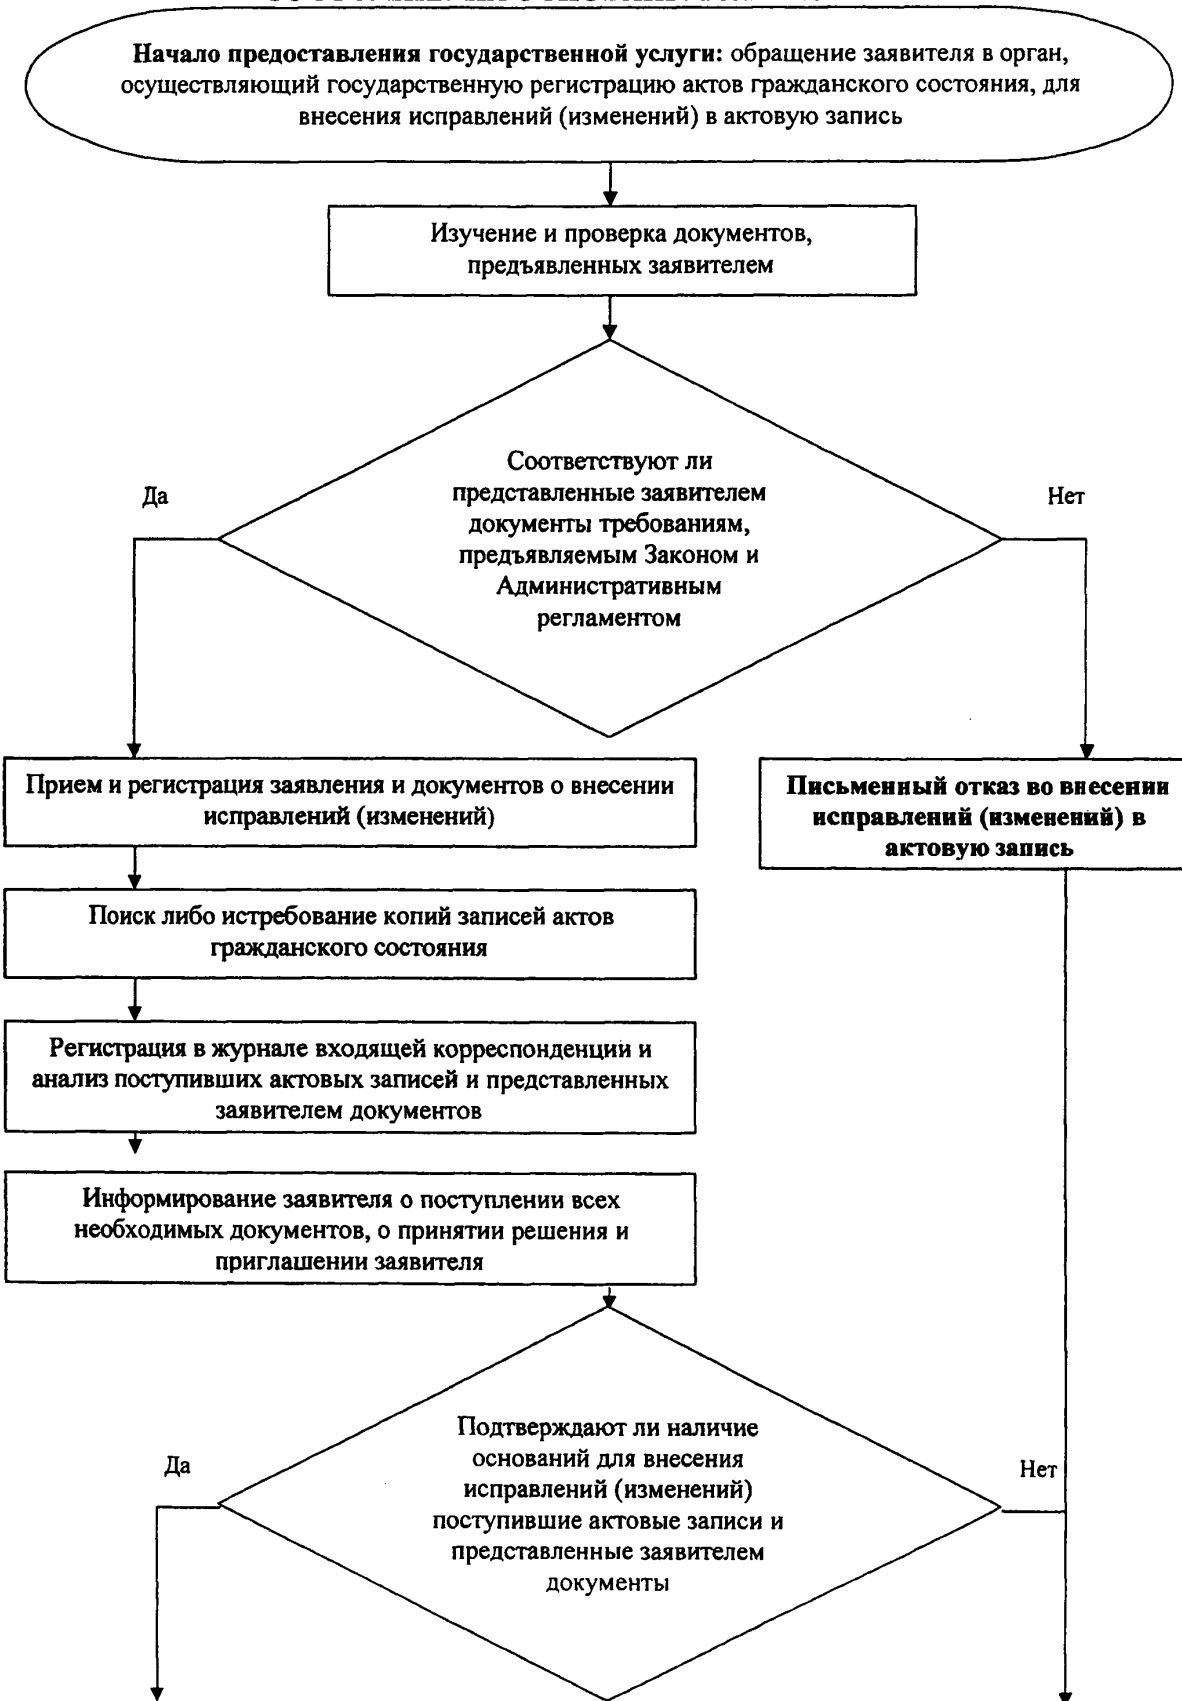 Начало предоставления государственной услуги: обращение заявителя в орган,
осуществляющий государственную регистрацию актов гражданского состояния, для
внесения исправлений (изменений) в актовую запись
Изучение и проверка документов,
предъявленных заявителем
Соответствуют ли
представленные заявителем
документы требованиям,
предъявляемым Законом и
Административным
регламентом
Да
Нет
Прием и регистрация заявления и документов о внесении
исправлений (изменений)
Письменный отказ во внесении
исправлений (изменений) в
актовую запись
Поиск либо истребование копий записей актов
гражданского состояния
Регистрация в журнале входящей корреспонденции и
анализ поступивших актовых записей и представленных
заявителем документов
Информирование заявителя о поступлении всех
необходимых документов, о принятии решения и
приглашении заявителя
Подтверждают ли наличие
оснований для внесения
исправлений (изменений)
поступившие актовые записи и
представленные заявителем
документы
Да
Нет